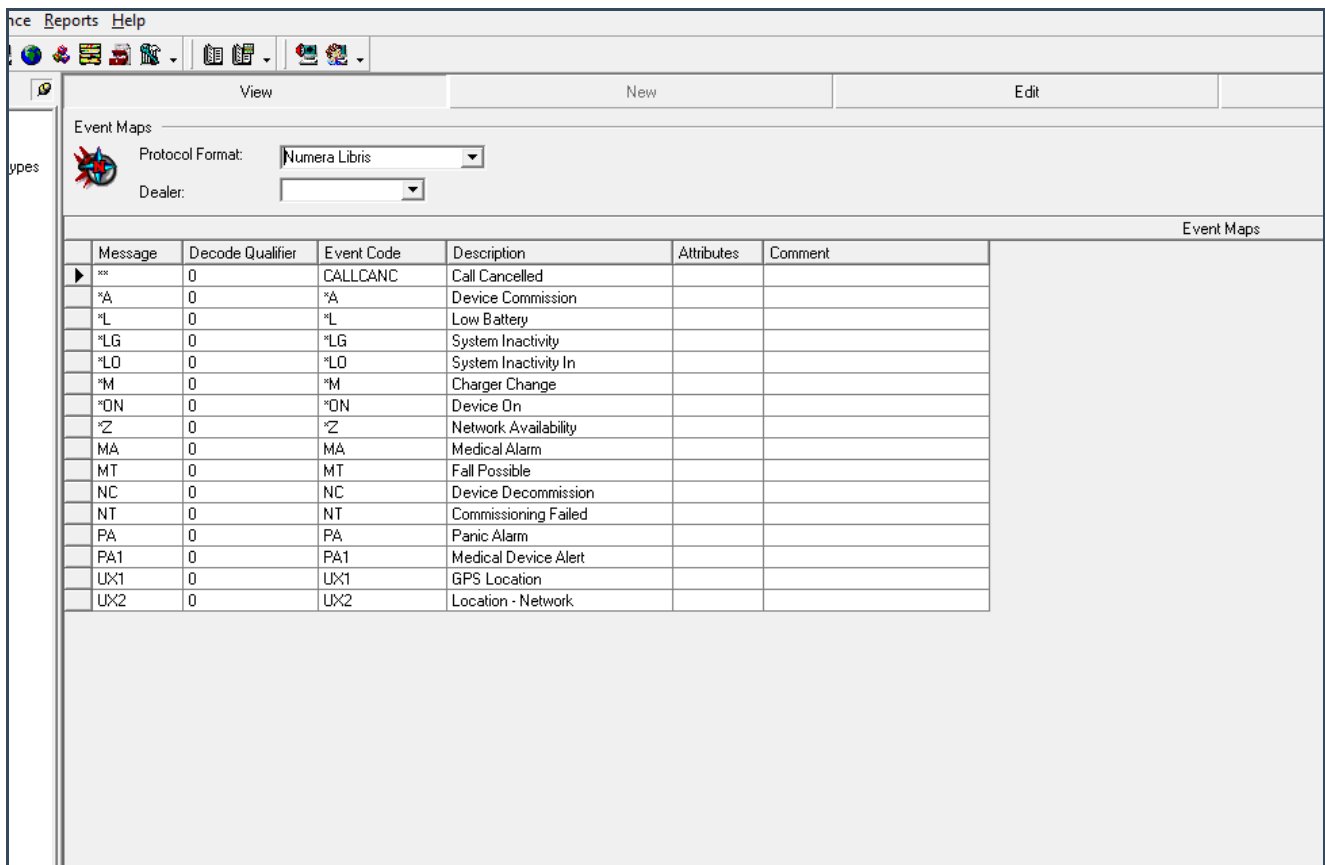 nce Reports Help
View New Edit
Event Maps
Protocol Format: Numera Libris
ypes
Dealer:
Event Maps
Message Decode Qualifier Event Code Description Attributes Comment
** 0 CALLCANC Call Cancelled
*A 0 *A Device Commission
*L 0 *L Low Battery
*LG 0 *LG System Inactivity
*LO 0 *LO System Inactivity In
*M 0 *M Charger Change
*ON 0 *ON Device On
*Z 0 *Z Network Availability
MA 0 MA Medical Alarm
MT 0 MT Fall Possible
NC 0 NC Device Decommission
NT 0 NT Commissioning Failed
PA 0 PA Panic Alarm
PA1 0 PA1 Medical Device Alert
UX1 0 UX1 GPS Location
UX2 0 UX2 Location - Network